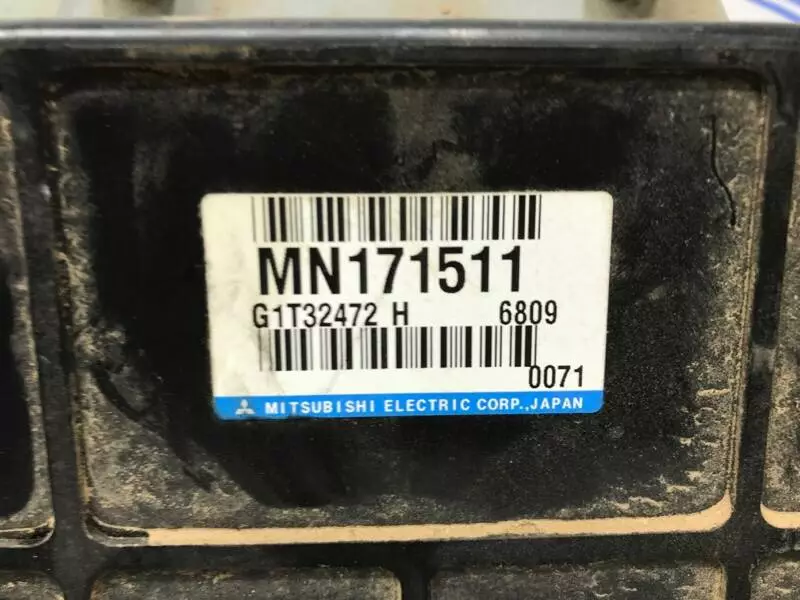 MN171511
G1T32472 H 6809
0071
MITSUBISHI ELECTRIC CORP.,JAPAN